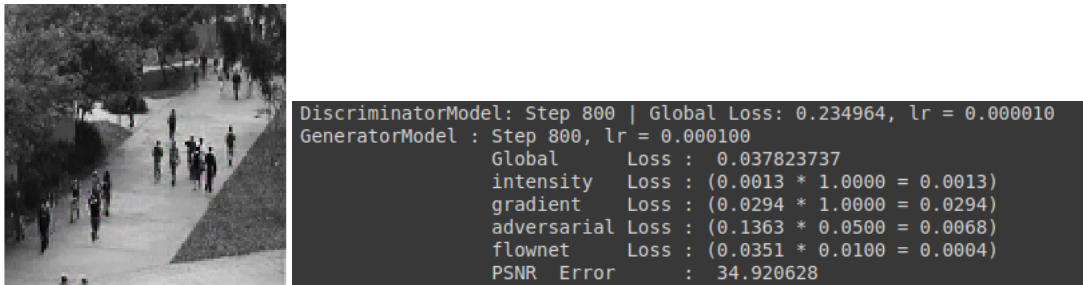 DiscriminatorModel: Step 800 | Global Loss: 0.234964, lr = 0.000010
GeneratorModel : Step 800, lr = 0.000100
Global Loss : 0.037823737
intensity Loss : (0.0013 * 1.0000 = 0.0013)
gradient Loss : (0.0294 * 1.0000 = 0.0294)
adversarial Loss : (0.1363 * 0.0500 = 0.0068)
flownet Loss : (0.0351 * 0.0100 = 0.0004)
PSNR Error : 34.920628